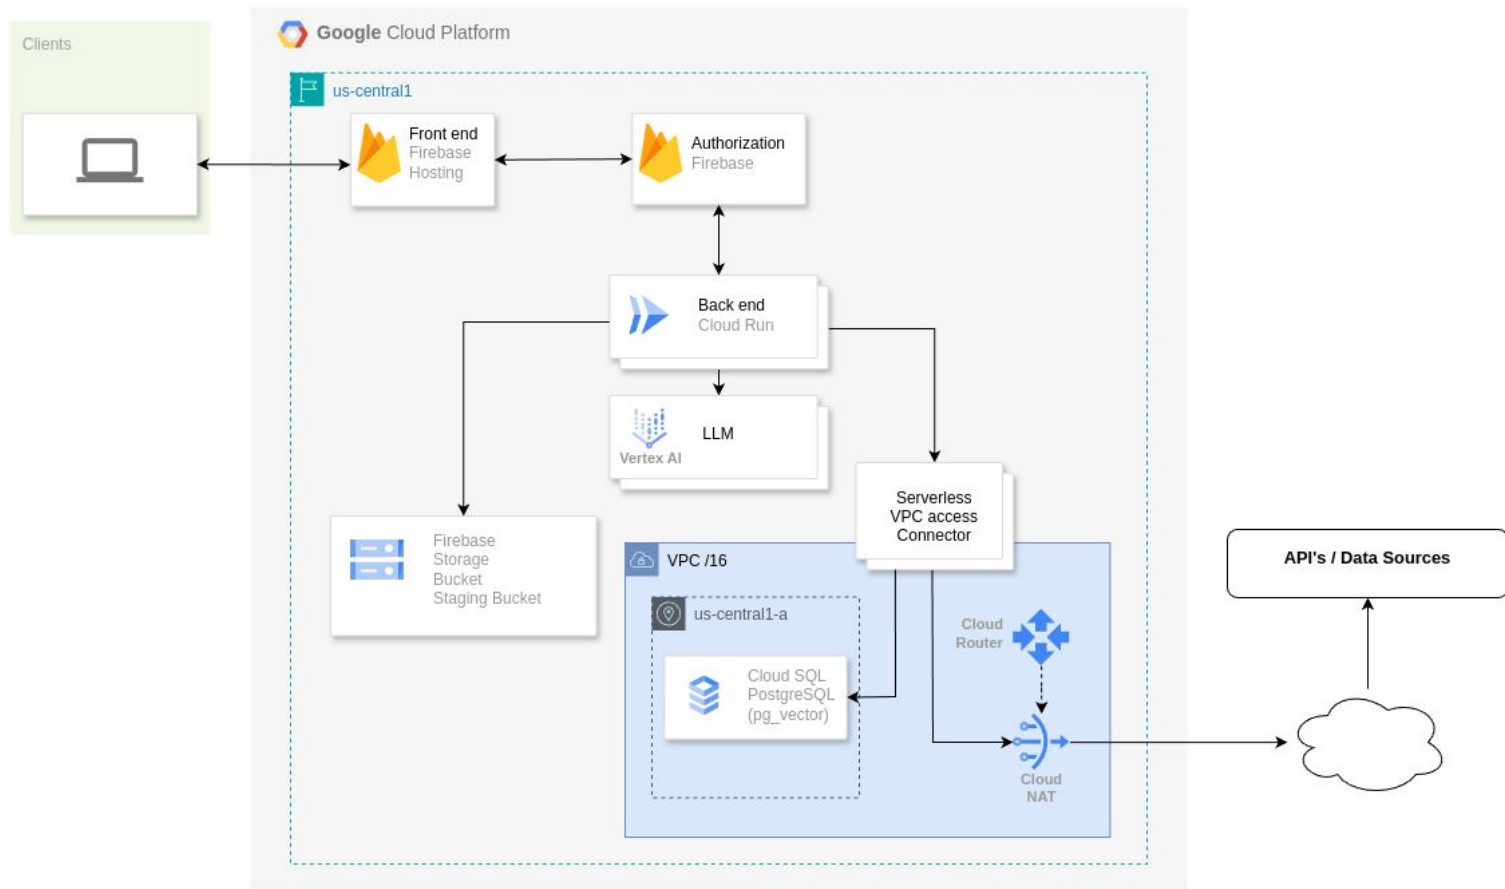 Clients
Google Cloud Platform
us-central1
Front end
Firebase
Hosting
Authorization
Firebase
Back end
Cloud Run
LLM
Vertex AI
Serverless
VPC access
Connector
Firebase
Storage
Bucket
Staging Bucket
VPC /16
us-central1-a
Cloud SQL
PostgreSQL
(pg_vector)
Cloud
Router
Cloud
NAT
API's / Data Sources